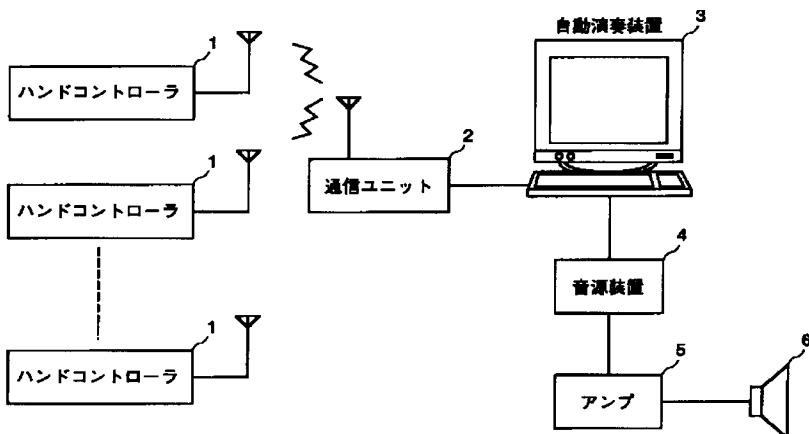 自動演奏装置
3
1
ハンドコントローラ
2
通信ユニット
1
ハンドコントローラ
4
音源装置
1
ハンドコントローラ
5
アンプ
6